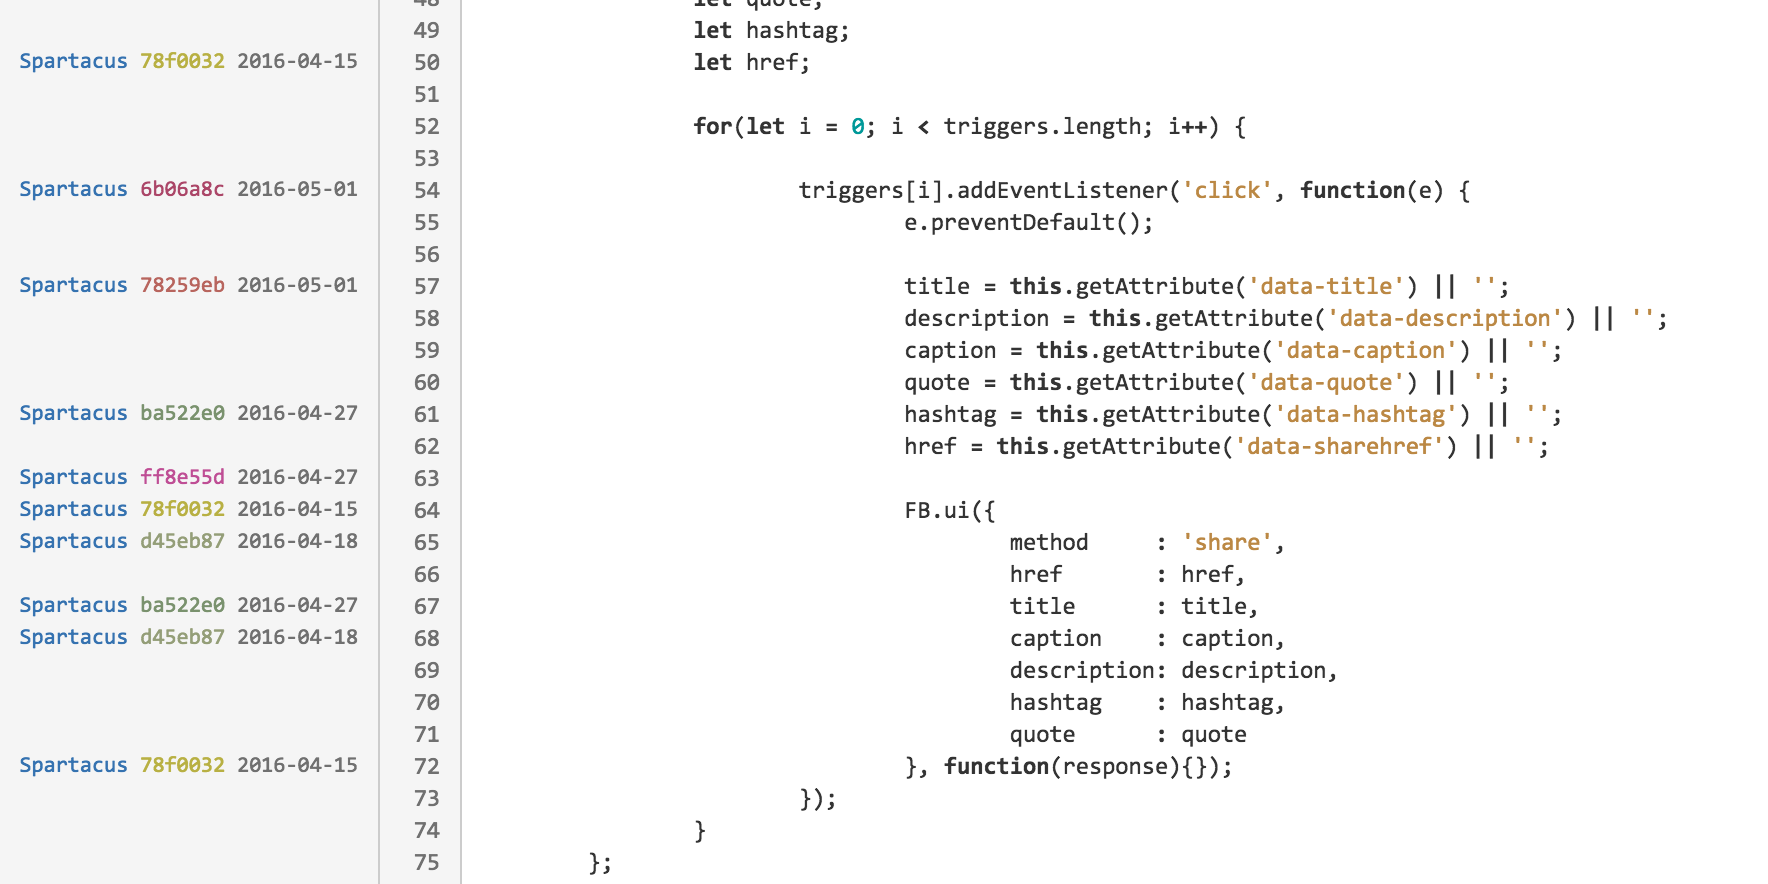 48 let quote;
49 let hashtag;
Spartacus 78f0032 2016-04-15 50 let href;
51
52 for(let i = 0; i < triggers.length; i++) {
53
Spartacus 6b06a8c 2016-05-01 54 triggers[i].addEventListener('click', function(e) {
55 e.preventDefault();
56
Spartacus 78259eb 2016-05-01 57 title = this.getAttribute('data-title') || '';
58 description = this.getAttribute('data-description') || '';
59 caption = this.getAttribute('data-caption') || '';
60 quote = this.getAttribute('data-quote') || '';
Spartacus ba522e0 2016-04-27 61 hashtag = this.getAttribute('data-hashtag') || '';
62 href = this.getAttribute('data-sharehref') || '';
Spartacus ff8e55d 2016-04-27 63
Spartacus 78f0032 2016-04-15 64 FB.ui({
Spartacus d45eb87 2016-04-18 65 method : 'share',
66 href : href,
Spartacus ba522e0 2016-04-27 67 title : title,
Spartacus d45eb87 2016-04-18 68 caption : caption,
69 description: description,
70 hashtag : hashtag,
71 quote : quote
Spartacus 78f0032 2016-04-15 72 }, function(response){});
73 });
74 }
75 };